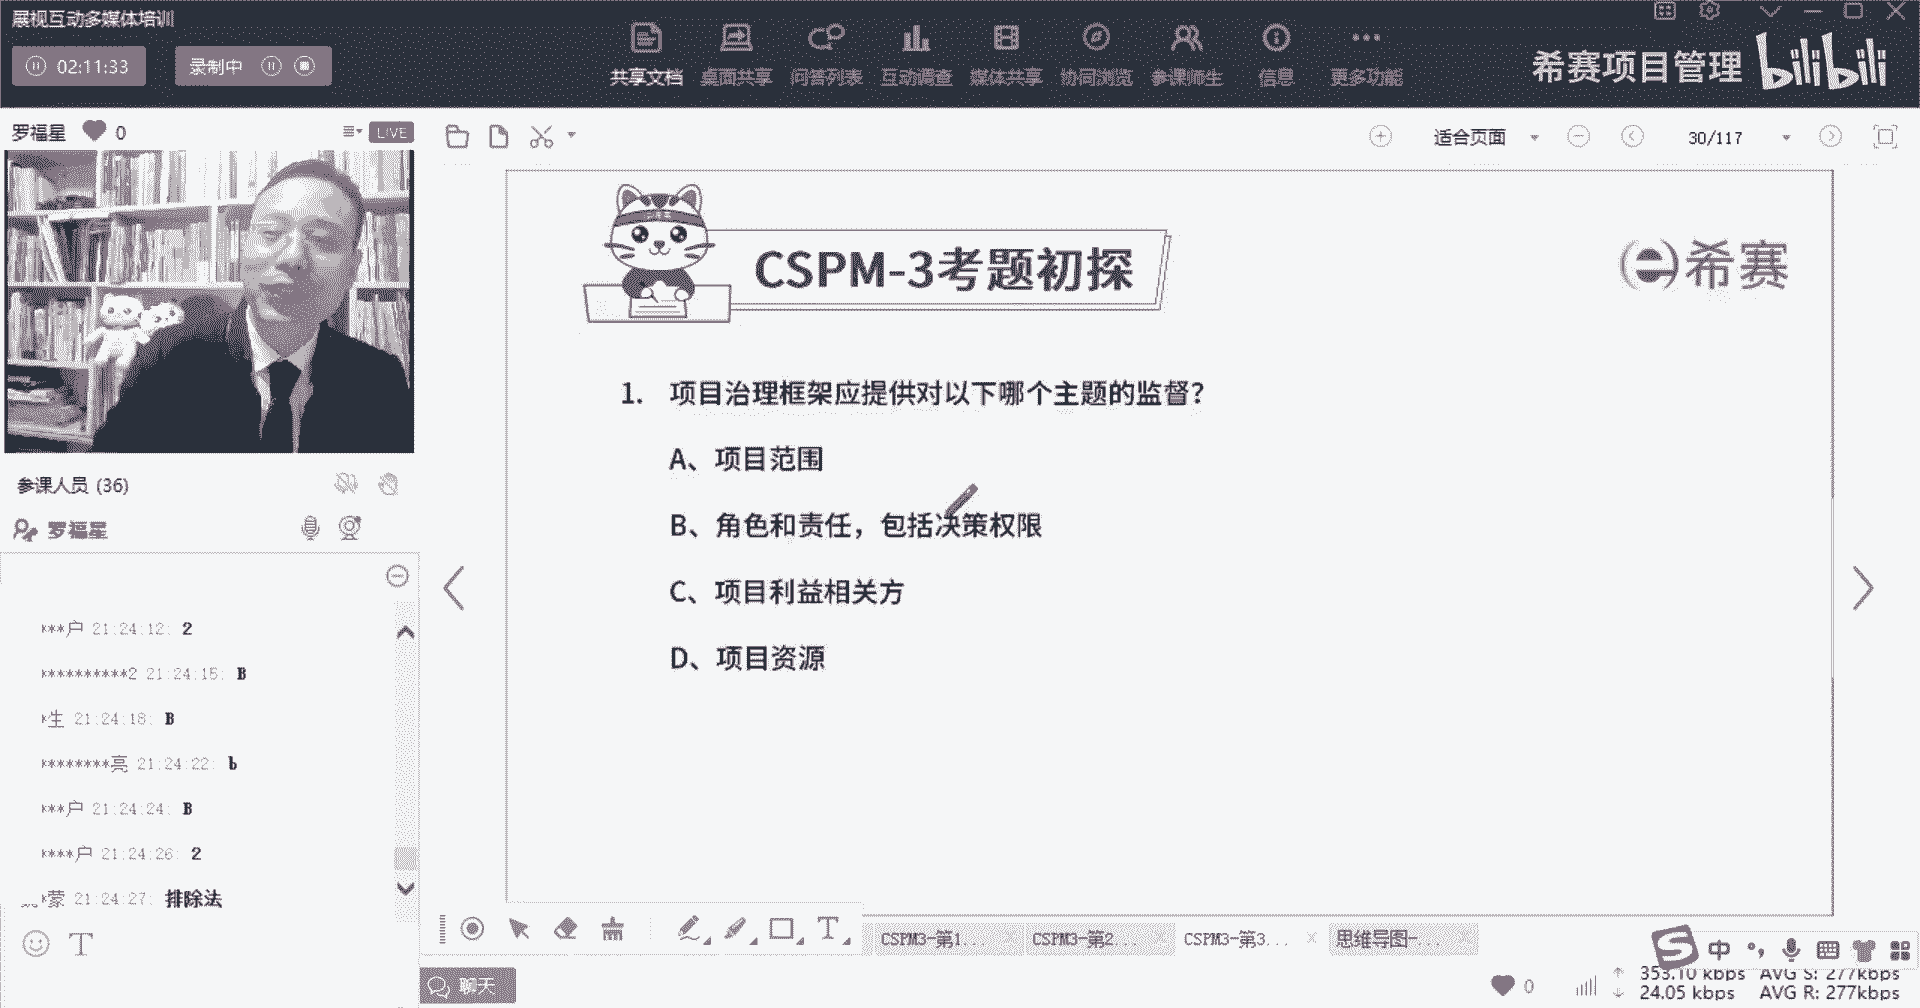 展视互动多媒体培训
02:11:33
录制中
共享文档 桌面共享 问答列表 互动调查 媒体共享 协同浏览 参课师生 信息 更多功能
希赛项目管理 bilibili
罗福星 0
LIVE
适合页面
30/117
CSPM-3考题初探
希赛
1. 项目治理框架应提供对以下哪个主题的监督?
A、项目范围
B、角色和责任，包括决策权限
C、项目利益相关方
D、项目资源
参课人员 (36)
罗福星
***户 21:24:12: 2
**********2 21:24:15: B
*生 21:24:18: B
********亮 21:24:22: b
***户 21:24:24: B
****户 21:24:26: 2
*蒙 21:24:27: 排除法
T
T
CSPM3-第1...
CSPM3-第2...
CSPM3-第3...
思维导图-...
聊天
S 中
0
353.10 kbps AVG S: 277kbps
24.05 kbps AVG R: 277kbps